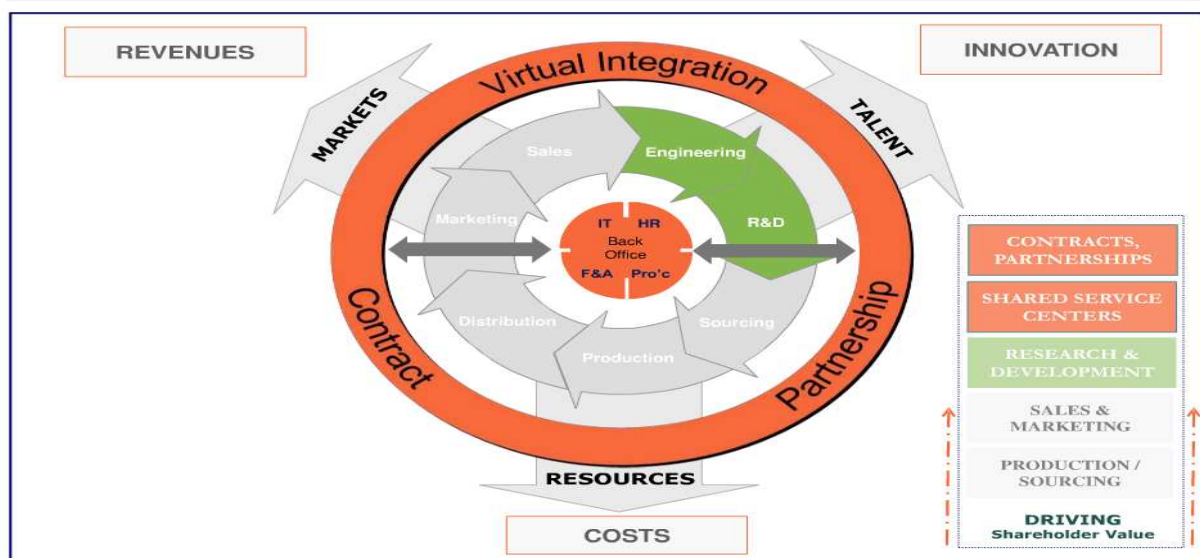 REVENUES
INNOVATION
Virtual Integration
MARKETS
TALENT
Sales
Engineering
Marketing
R&D
IT HR
Back
Office
F&A Pro'c
Distribution
Sourcing
Production
Contract
Partnership
RESOURCES
COSTS
CONTRACTS,
PARTNERSHIPS
SHARED SERVICE
CENTERS
RESEARCH &
DEVELOPMENT
SALES &
MARKETING
PRODUCTION /
SOURCING
DRIVING
Shareholder Value